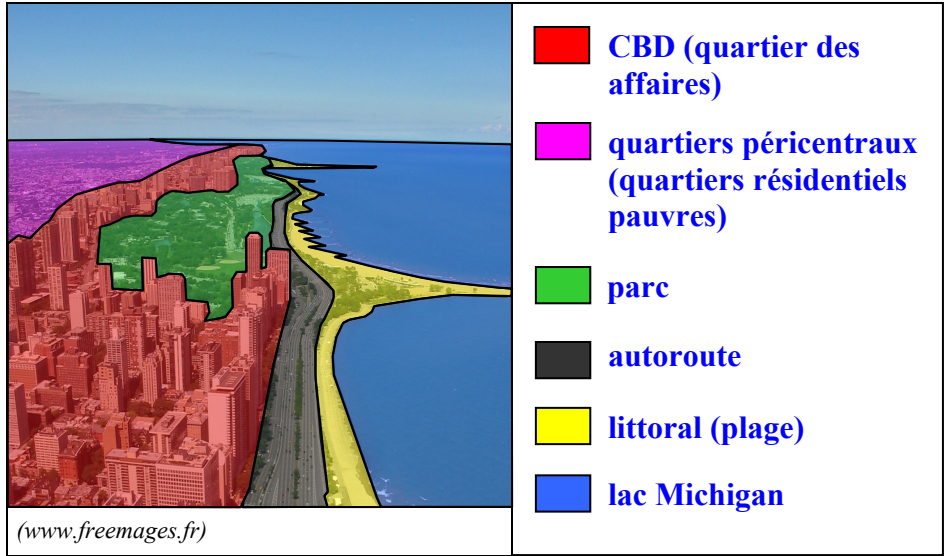 CBD (quartier des
affaires)
quartiers péricentraux
(quartiers résidentiels
pauvres)
parc
autoroute
littoral (plage)
lac Michigan
(www.freemages.fr)